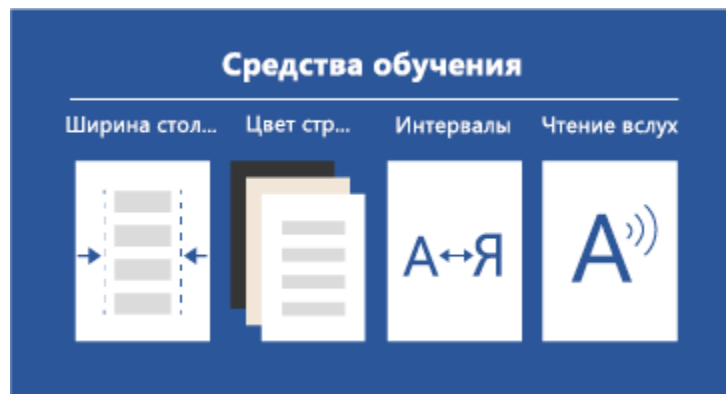 Средства обучения
Ширина стол... Цвет стр... Интервалы Чтение вслух
А↔Я А